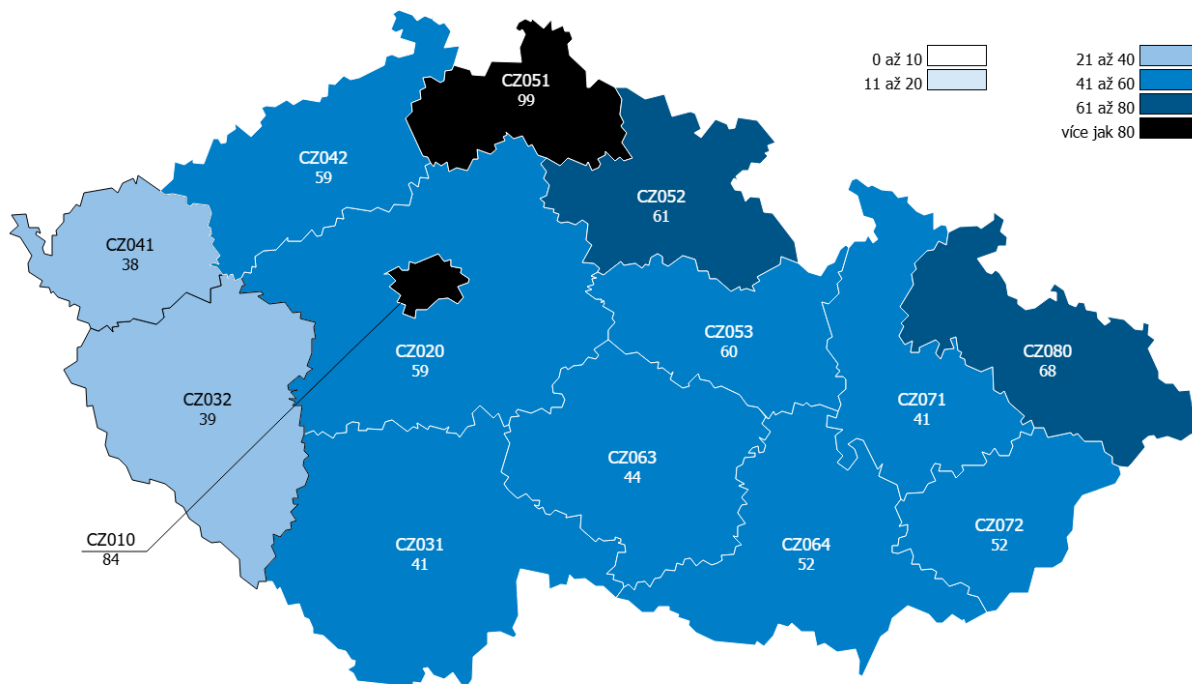 0 až 10
11 až 20
21 až 40
41 až 60
61 až 80
více jak 80
CZ051
99
CZ042
59
CZ052
61
CZ041
38
CZ053
60
CZ020
59
CZ080
68
CZ032
39
CZ071
41
CZ063
44
CZ072
52
CZ010
84
CZ031
41
CZ064
52